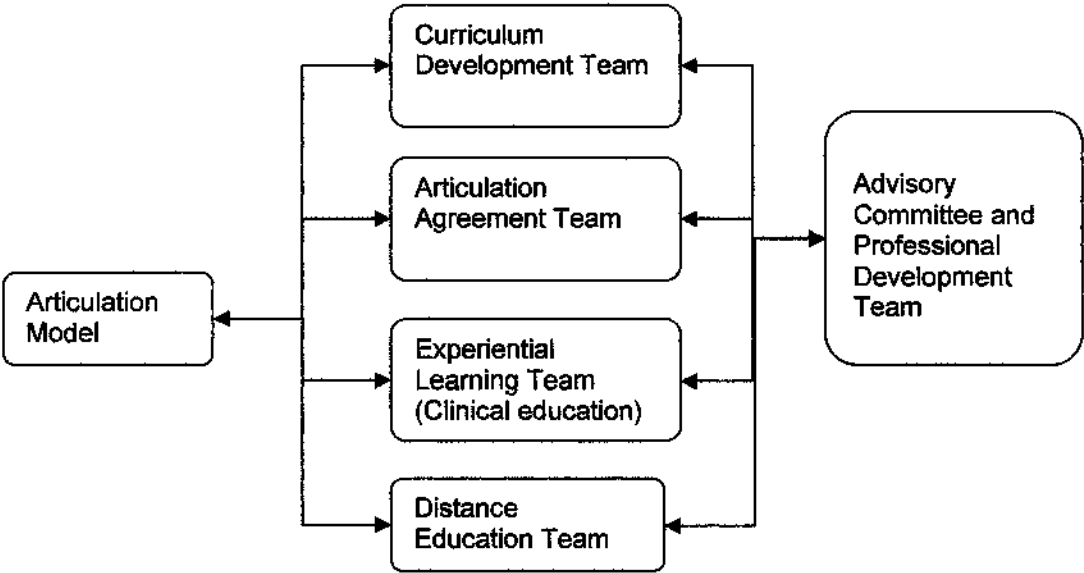 Curriculum
Development Team
Articulation
Agreement Team
Advisory
Committee and
Professional
Development
Team
Articulation
Model
Experiential
Learning Team
(Clinical education)
Distance
Education Team